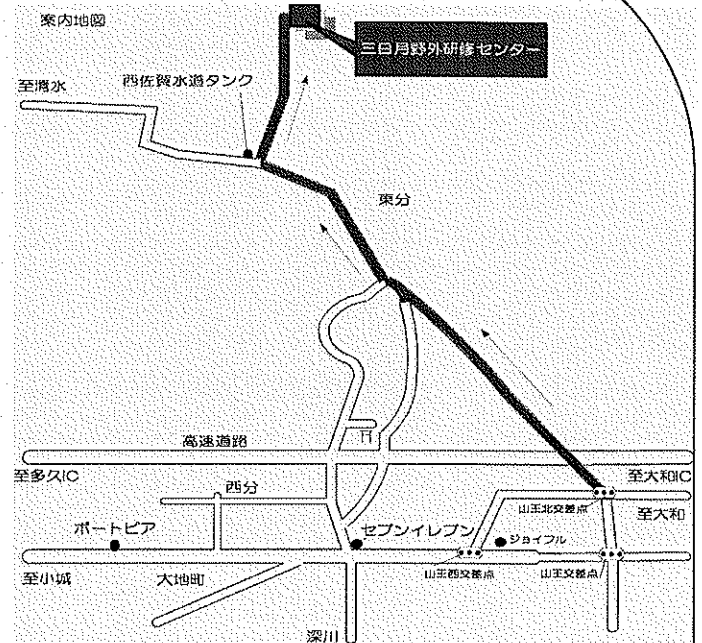 案内地図
三日月野外研修センター
西佐賀水道タンク
至清水
東分
高速道路
至多久IC
至大和IC
西分
山王北交差点
至大和
ボートピア
セブンイレブン
ジョイフル
至小城
大地町
山王西交差点
山王交差点
深川